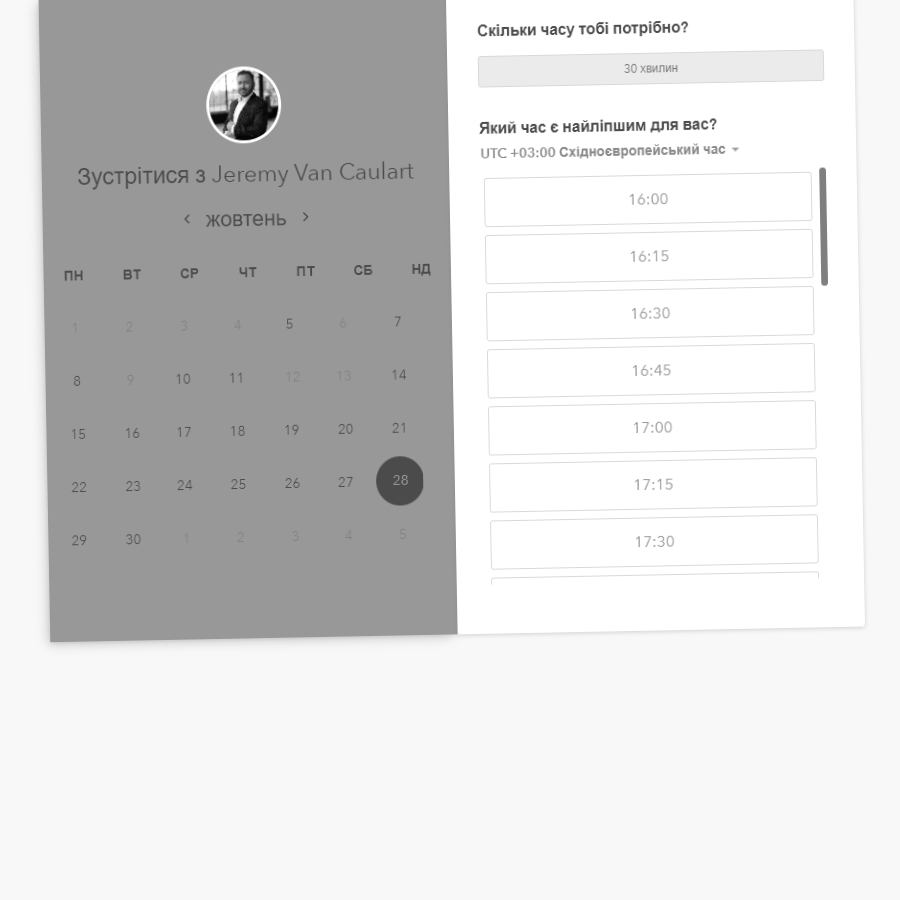 Зустрітися з Jeremy Van Caulart
жовтень
ПН ВТ СР ЧТ ПТ СБ НД
1 2 3 4 5 6 7
8 9 10 11 12 13 14
15 16 17 18 19 20 21
22 23 24 25 26 27 28
29 30 1 2 3 4 5
Скільки часу тобі потрібно?
30 хвилин
Який час є найліпшим для вас?
UTC +03:00 Східноєвропейський час
16:00
16:15
16:30
16:45
17:00
17:15
17:30